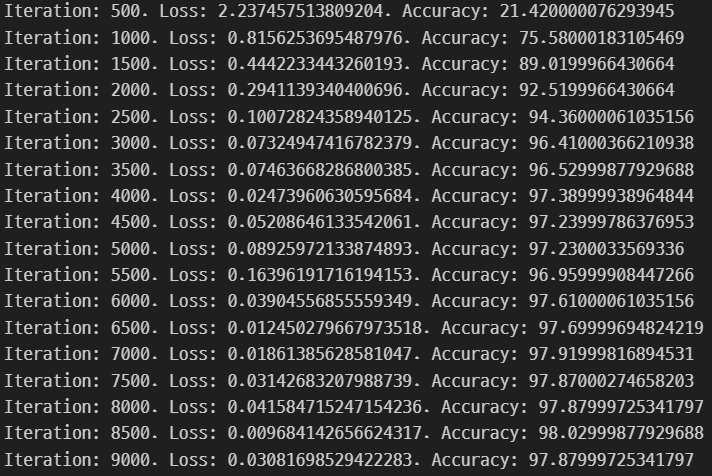 Iteration: 500. Loss: 2.237457513809204. Accuracy: 21.420000076293945
Iteration: 1000. Loss: 0.8156253695487976. Accuracy: 75.58000183105469
Iteration: 1500. Loss: 0.4442233443260193. Accuracy: 89.0199966430664
Iteration: 2000. Loss: 0.2941139340400696. Accuracy: 92.5199966430664
Iteration: 2500. Loss: 0.10072824358940125. Accuracy: 94.36000061035156
Iteration: 3000. Loss: 0.07324947416782379. Accuracy: 96.41000366210938
Iteration: 3500. Loss: 0.07463668286800385. Accuracy: 96.52999877929688
Iteration: 4000. Loss: 0.02473960630595684. Accuracy: 97.38999938964844
Iteration: 4500. Loss: 0.05208646133542061. Accuracy: 97.23999786376953
Iteration: 5000. Loss: 0.08925972133874893. Accuracy: 97.2300033569336
Iteration: 5500. Loss: 0.16396191716194153. Accuracy: 96.95999908447266
Iteration: 6000. Loss: 0.03904556855559349. Accuracy: 97.61000061035156
Iteration: 6500. Loss: 0.012450279667973518. Accuracy: 97.69999694824219
Iteration: 7000. Loss: 0.01861385628581047. Accuracy: 97.91999816894531
Iteration: 7500. Loss: 0.03142683207988739. Accuracy: 97.87000274658203
Iteration: 8000. Loss: 0.041584715247154236. Accuracy: 97.87999725341797
Iteration: 8500. Loss: 0.009684142656624317. Accuracy: 98.02999877929688
Iteration: 9000. Loss: 0.03081698529422283. Accuracy: 97.87999725341797